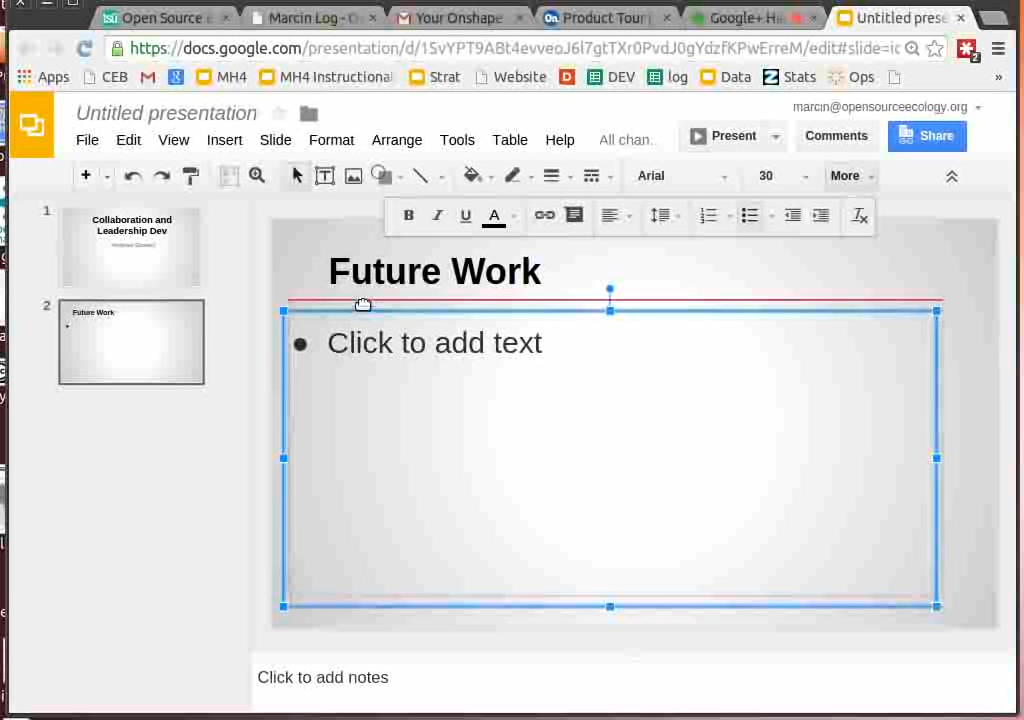 Open Source e
Marcin Log - O
Your Onshape
Product Tour
Google+ Ha
Untitled prese
https://docs.google.com/presentation/d/1SvYPT9ABt4evveoJ6l7gtTXr0PvdJ0gYdzfKPwErreM/edit#slide=ic
2
Apps CEB MH4 MH4 Instructional Strat Website DEV log Data Stats Ops »
Untitled presentation
marcin@opensourceecology.org
File Edit View Insert Slide Format Arrange Tools Table Help All chan..
Present Comments Share
Arial 30 More
B I U A
1
Collaboration and
Leadership Dev
2
Future Work
Future Work
● Click to add text
Click to add notes